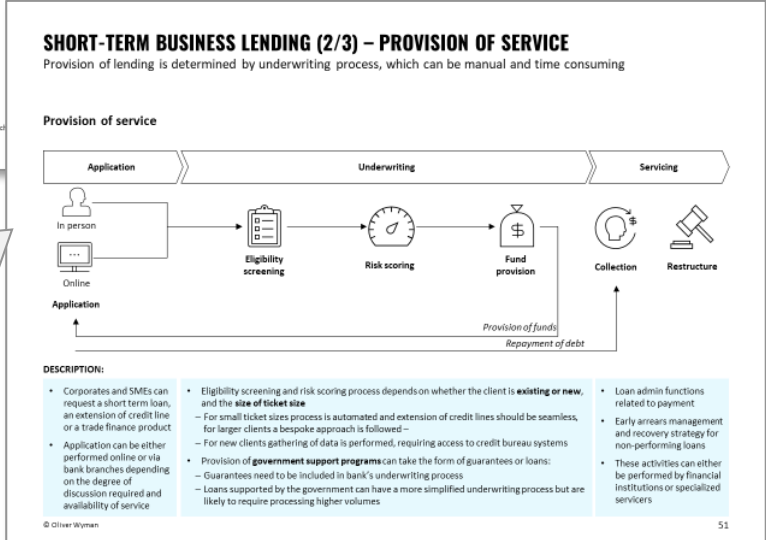 SHORT-TERM BUSINESS LENDING (2/3) – PROVISION OF SERVICE
Provision of lending is determined by underwriting process, which can be manual and time consuming
Provision of service
Application
Underwriting
Servicing
In person
...
Online
Application
Eligibility
screening
Risk scoring
$
Fund
provision
$
Collection
Restructure
Provision of funds
Repayment of debt
DESCRIPTION:
• Corporates and SMEs can
request a short term loan,
an extension of credit line
or a trade finance product
• Application can be either
performed online or via
bank branches depending
on the degree of
discussion required and
availability of service
• Eligibility screening and risk scoring process depends on whether the client is existing or new,
and the size of ticket size
– For small ticket sizes process is automated and extension of credit lines should be seamless,
for larger clients a bespoke approach is followed –
– For new clients gathering of data is performed, requiring access to credit bureau systems
• Provision of government support programs can take the form of guarantees or loans:
– Guarantees need to be included in bank's underwriting process
– Loans supported by the government can have a more simplified underwriting process but are
likely to require processing higher volumes
• Loan admin functions
related to payment
• Early arrears management
and recovery strategy for
non-performing loans
• These activities can either
be performed by financial
institutions or specialized
servicers
© Oliver Wyman
51